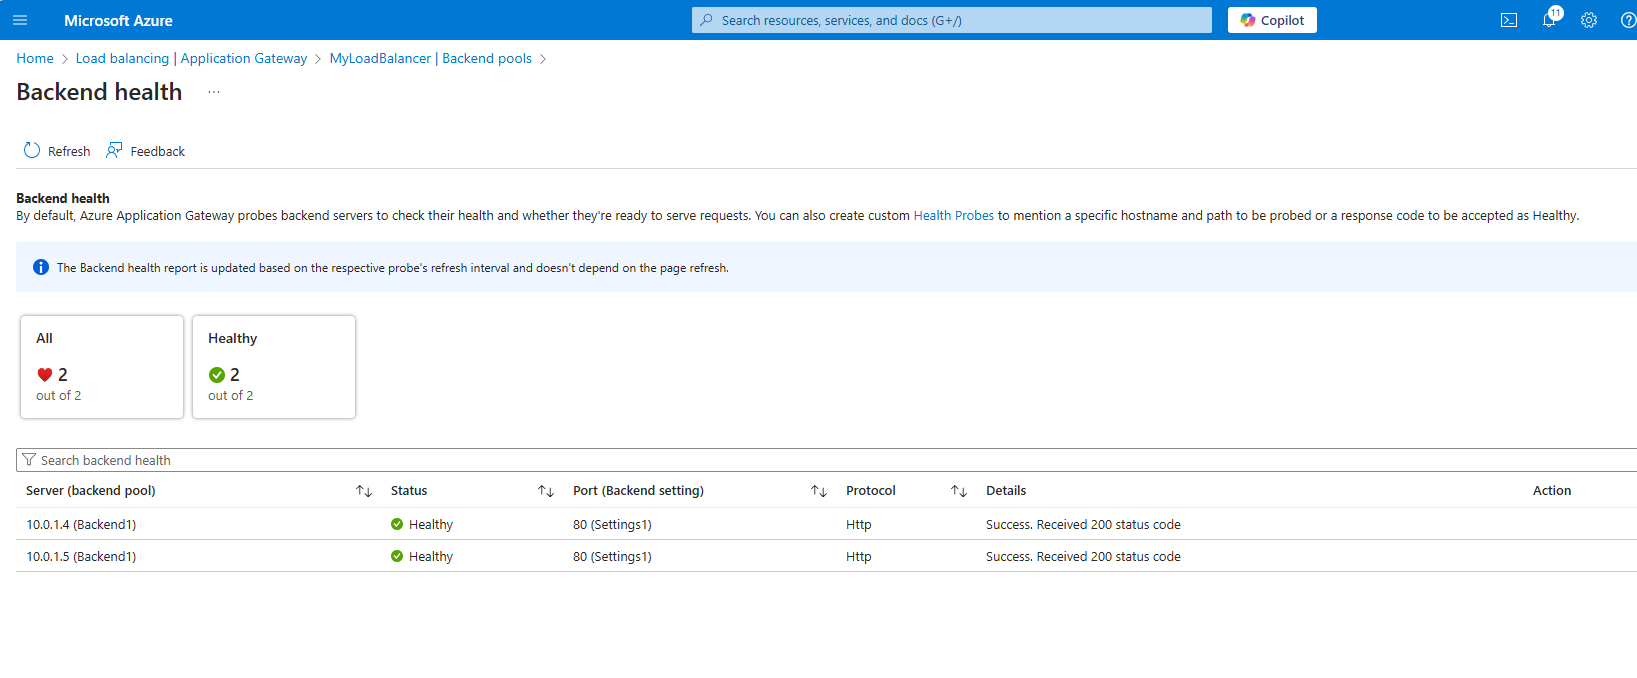 Microsoft Azure
Search resources, services, and docs (G+/)
Copilot
11
Home > Load balancing | Application Gateway > MyLoadBalancer | Backend pools >
Backend health ...
Refresh Feedback
Backend health
By default, Azure Application Gateway probes backend servers to check their health and whether they're ready to serve requests. You can also create custom Health Probes to mention a specific hostname and path to be probed or a response code to be accepted as Healthy.
The Backend health report is updated based on the respective probe's refresh interval and doesn't depend on the page refresh.
All
2
out of 2
Healthy
2
out of 2
Search backend health
Server (backend pool) Status Port (Backend setting) Protocol Details Action
10.0.1.4 (Backend1) Healthy 80 (Settings1) Http Success. Received 200 status code
10.0.1.5 (Backend1) Healthy 80 (Settings1) Http Success. Received 200 status code